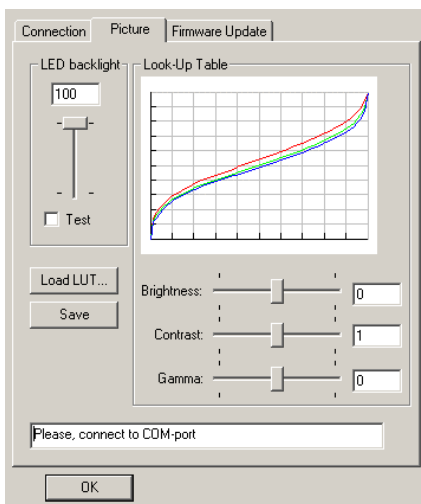 Connection Picture Firmware Update
LED backlight
100
Test
Load LUT...
Save
Look-Up Table
Brightness: 0
Contrast: 1
Gamma: 0
Please, connect to COM-port
OK